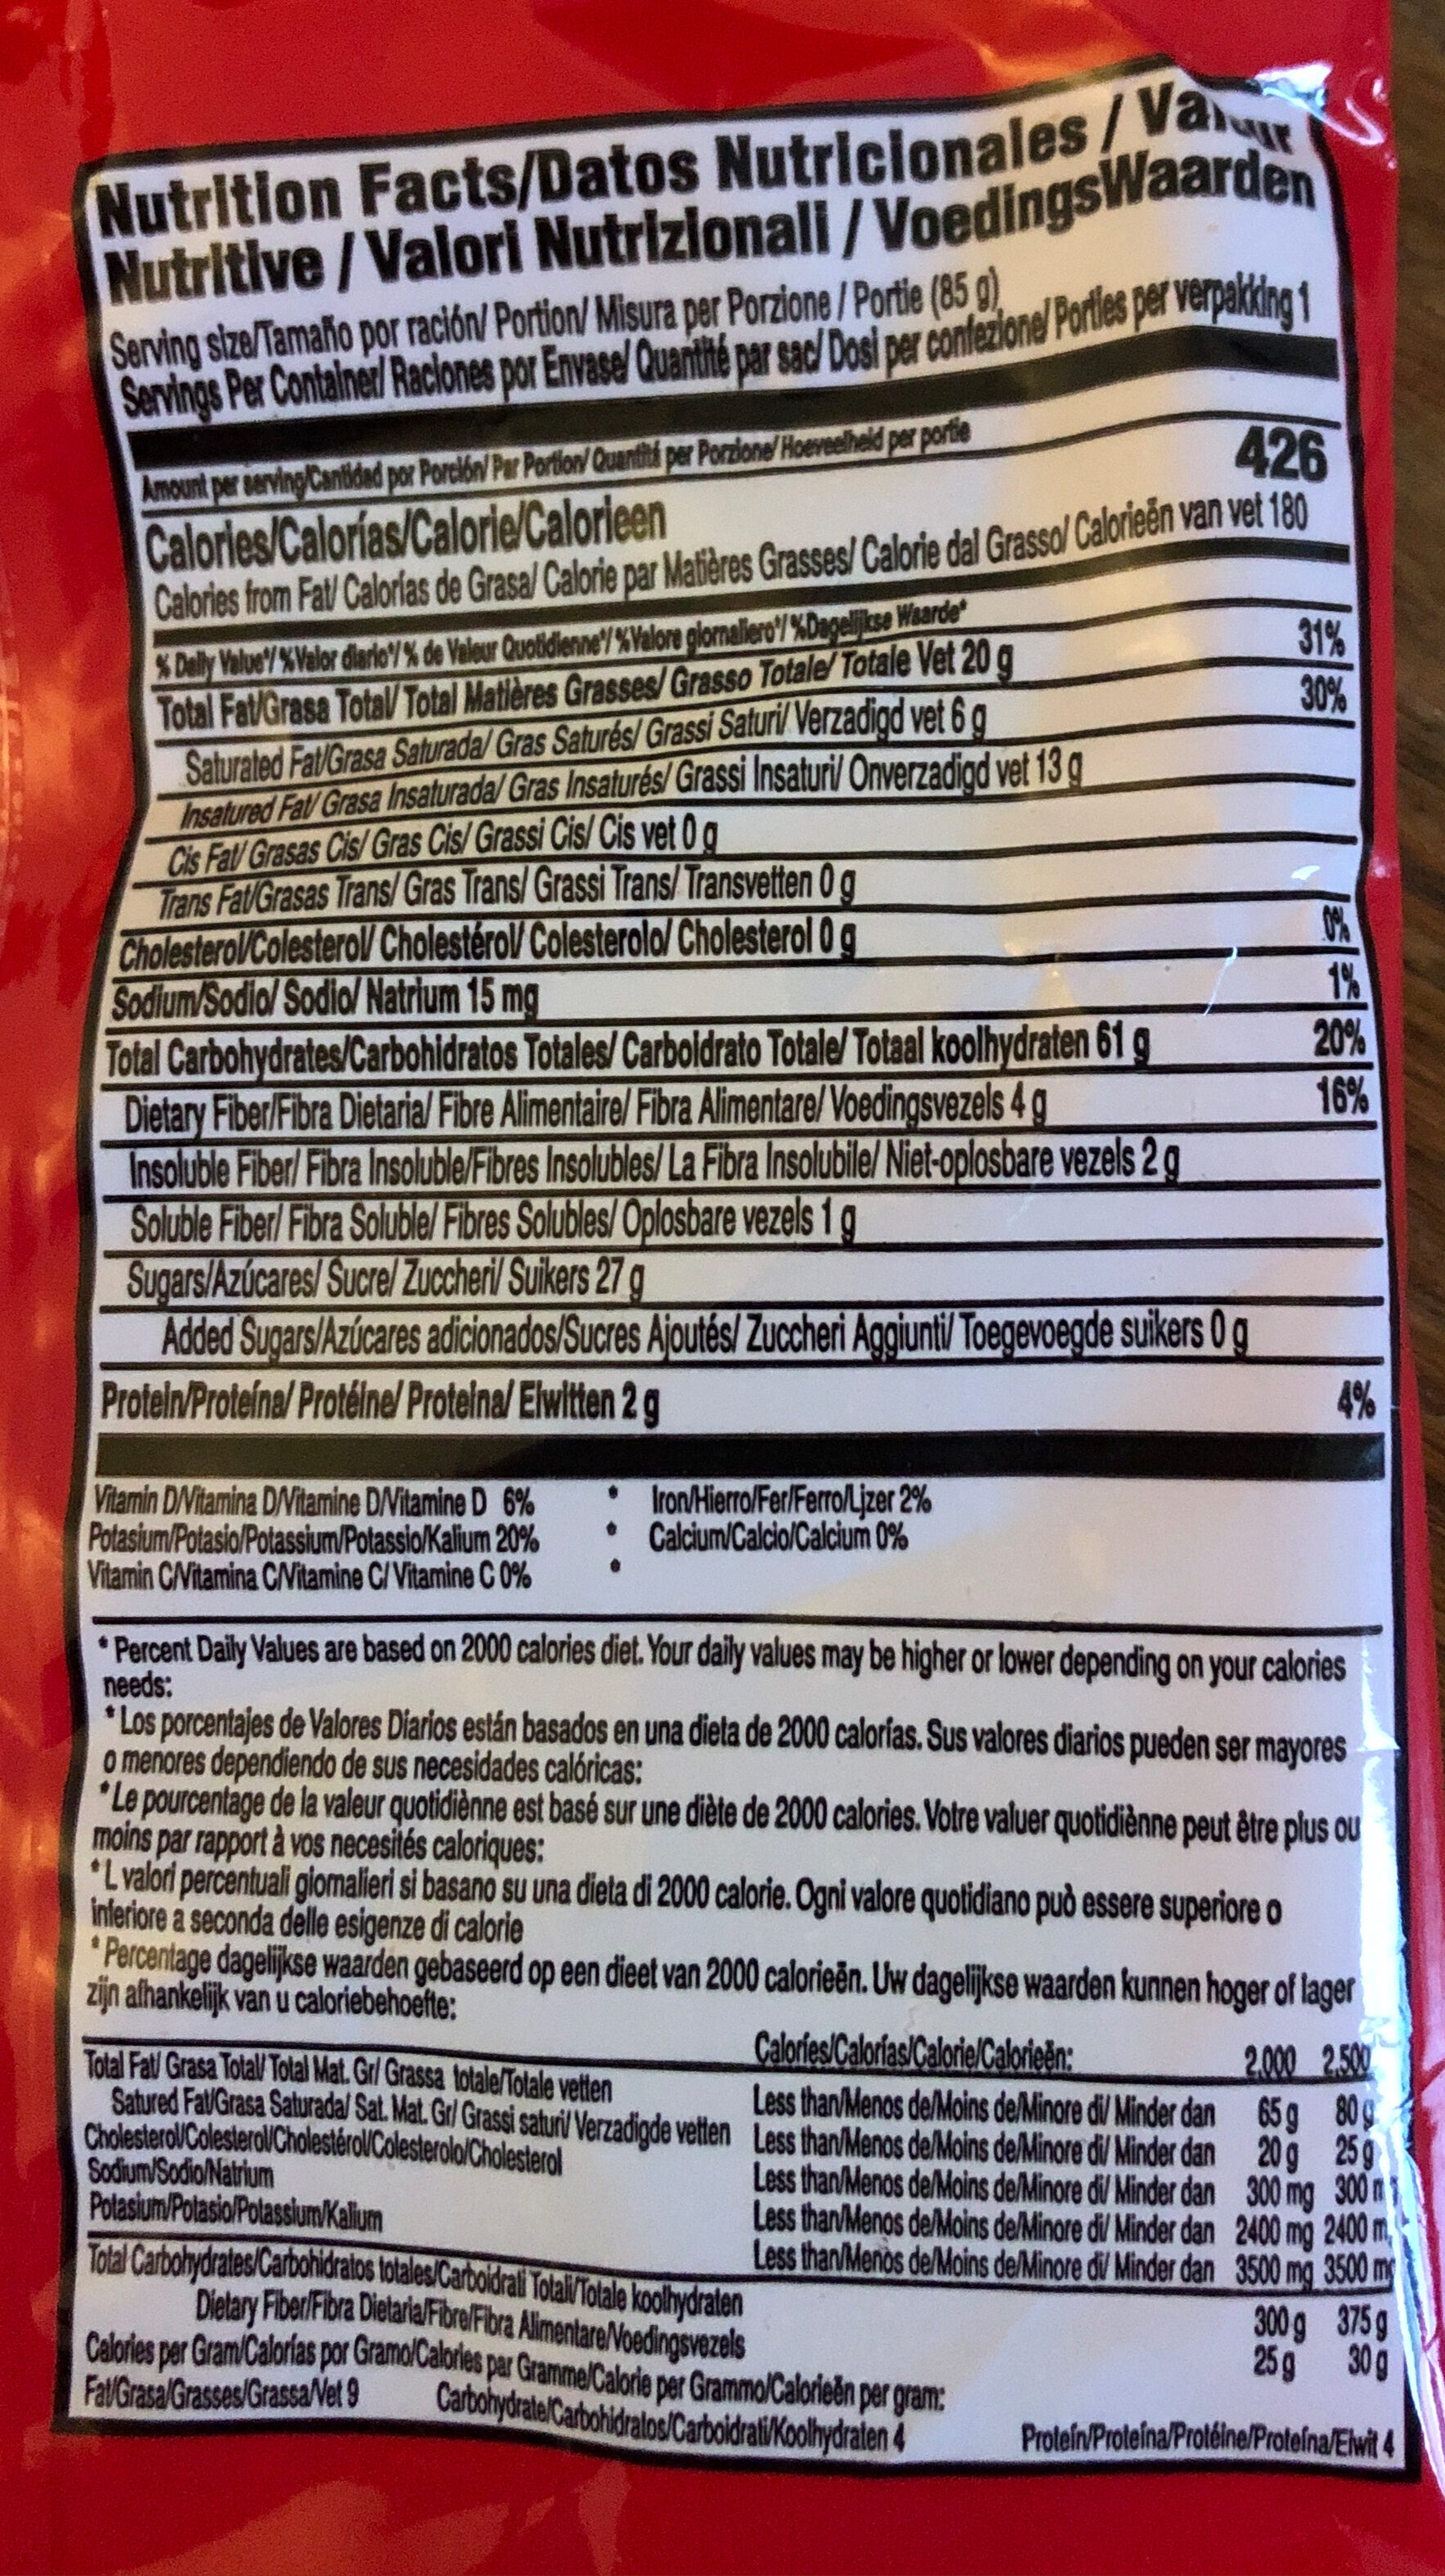 Nutrition Facts/Datos Nutricionales /
Nutritive / Valori Nutrizionali / VoedingsWaarden
Serving size/Tamaño por ración/ Portion/ Misura per Porzione / Portie (85 g)
Servings Per Container/ Raciones por Envase/ Quantité par sac/ Dosi per confezione/ Porties per verpakking 1
Amount per serving/Cantidad por Porción/ Par Portion/ Quantitá per Porzione/ Hoeveelheid per portie
Calories/Calorías/Calorie/Calorieen 426
Calories from Fat/ Calorías de Grasa/ Calorie par Matières Grasses/ Calorie dal Grasso/ Calorieën van vet 180
% Daily Value*/ %Valor diario*/ % de Valeur Quotidienne*/ %Valore giornaliero*/ %Dagelijkse Waarde*
Total Fat/Grasa Total/ Total Matières Grasses/ Grasso Totale/ Totale Vet 20 g 31%
Saturated Fat/Grasa Saturada/ Gras Saturés/ Grassi Saturi/ Verzadigd vet 6 g 30%
Insatured Fat/ Grasa Insaturada/ Gras Insaturés/ Grassi Insaturi/ Onverzadigd vet 13 g
Cis Fat/ Grasas Cis/ Gras Cis/ Grassi Cis/ Cis vet 0 g
Trans Fat/Grasas Trans/ Gras Trans/ Grassi Trans/ Transvetten 0 g
Cholesterol/Colesterol/ Cholestérol/ Colesterolo/ Cholesterol 0 g 0%
Sodium/Sodio/ Sodio/ Natrium 15 mg 1%
Total Carbohydrates/Carbohidratos Totales/ Carboidrato Totale/ Totaal koolhydraten 61 g 20%
Dietary Fiber/Fibra Dietaria/ Fibre Alimentaire/ Fibra Alimentare/ Voedingsvezels 4 g 16%
Insoluble Fiber/ Fibra Insoluble/Fibres Insolubles/ La Fibra Insolubile/ Niet-oplosbare vezels 2 g
Soluble Fiber/ Fibra Soluble/ Fibres Solubles/ Oplosbare vezels 1 g
Sugars/Azúcares/ Sucre/ Zuccheri/ Suikers 27 g
Added Sugars/Azúcares adicionados/Sucres Ajoutés/ Zuccheri Aggiunti/ Toegevoegde suikers 0 g
Protein/Proteína/ Protéine/ Proteina/ Eiwitten 2 g 4%
Vitamin D/Vitamina D/Vitamine D/Vitamine D 6% • Iron/Hierro/Fer/Ferro/Ljzer 2%
Potasium/Potasio/Potassium/Potassio/Kalium 20% • Calcium/Calcio/Calcium 0%
Vitamin C/Vitamina C/Vitamine C/ Vitamine C 0% •
* Percent Daily Values are based on 2000 calories diet. Your daily values may be higher or lower depending on your calories
needs:
* Los porcentajes de Valores Diarios están basados en una dieta de 2000 calorías. Sus valores diarios pueden ser mayores
o menores dependiendo de sus necesidades calóricas:
* Le pourcentage de la valeur quotidiènne est basé sur une diète de 2000 calories. Votre valuer quotidiènne peut être plus ou
moins par rapport à vos necesités caloriques:
* L valori percentuali giornalieri si basano su una dieta di 2000 calorie. Ogni valore quotidiano può essere superiore o
inferiore a seconda delle esigenze di calorie
* Percentage dagelijkse waarden gebaseerd op een dieet van 2000 calorieën. Uw dagelijkse waarden kunnen hoger of lager
zijn afhankelijk van u caloriebehoefte:
Calories/Calorías/Calorie/Calorieën: 2,000 2,500
Total Fat/ Grasa Total/ Total Mat. Gr/ Grassa totale/Totale vetten Less than/Menos de/Moins de/Minore di/ Minder dan 65 g 80 g
Satured Fat/Grasa Saturada/ Sat. Mat. Gr/ Grassi saturi/ Verzadigde vetten Less than/Menos de/Moins de/Minore di/ Minder dan 20 g 25 g
Cholesterol/Colesterol/Cholestérol/Colesterolo/Cholesterol Less than/Menos de/Moins de/Minore di/ Minder dan 300 mg 300
Sodium/Sodio/Natrium Less than/Menos de/Moins de/Minore di/ Minder dan 2400 mg 2400
Potasium/Potasio/Potassium/Kalium Less than/Menos de/Moins de/Minore di/ Minder dan 3500 mg 3500 mg
Total Carbohydrates/Carbohidratos totales/Carboidrati Totali/Totale koolhydraten 300 g 375 g
Dietary Fiber/Fibra Dietaria/Fibre/Fibra Alimentare/Voedingsvezels 25 g 30 g
Calories per Gram/Calorías por Gramo/Calories par Gramme/Calorie per Grammo/Calorieën per gram:
Fat/Grasa/Grasses/Grassa/Vet 9 Carbohydrate/Carbohidratos/Carboidrati/Koolhydraten 4 Protein/Proteína/Protéine/Proteína/Eiwit 4